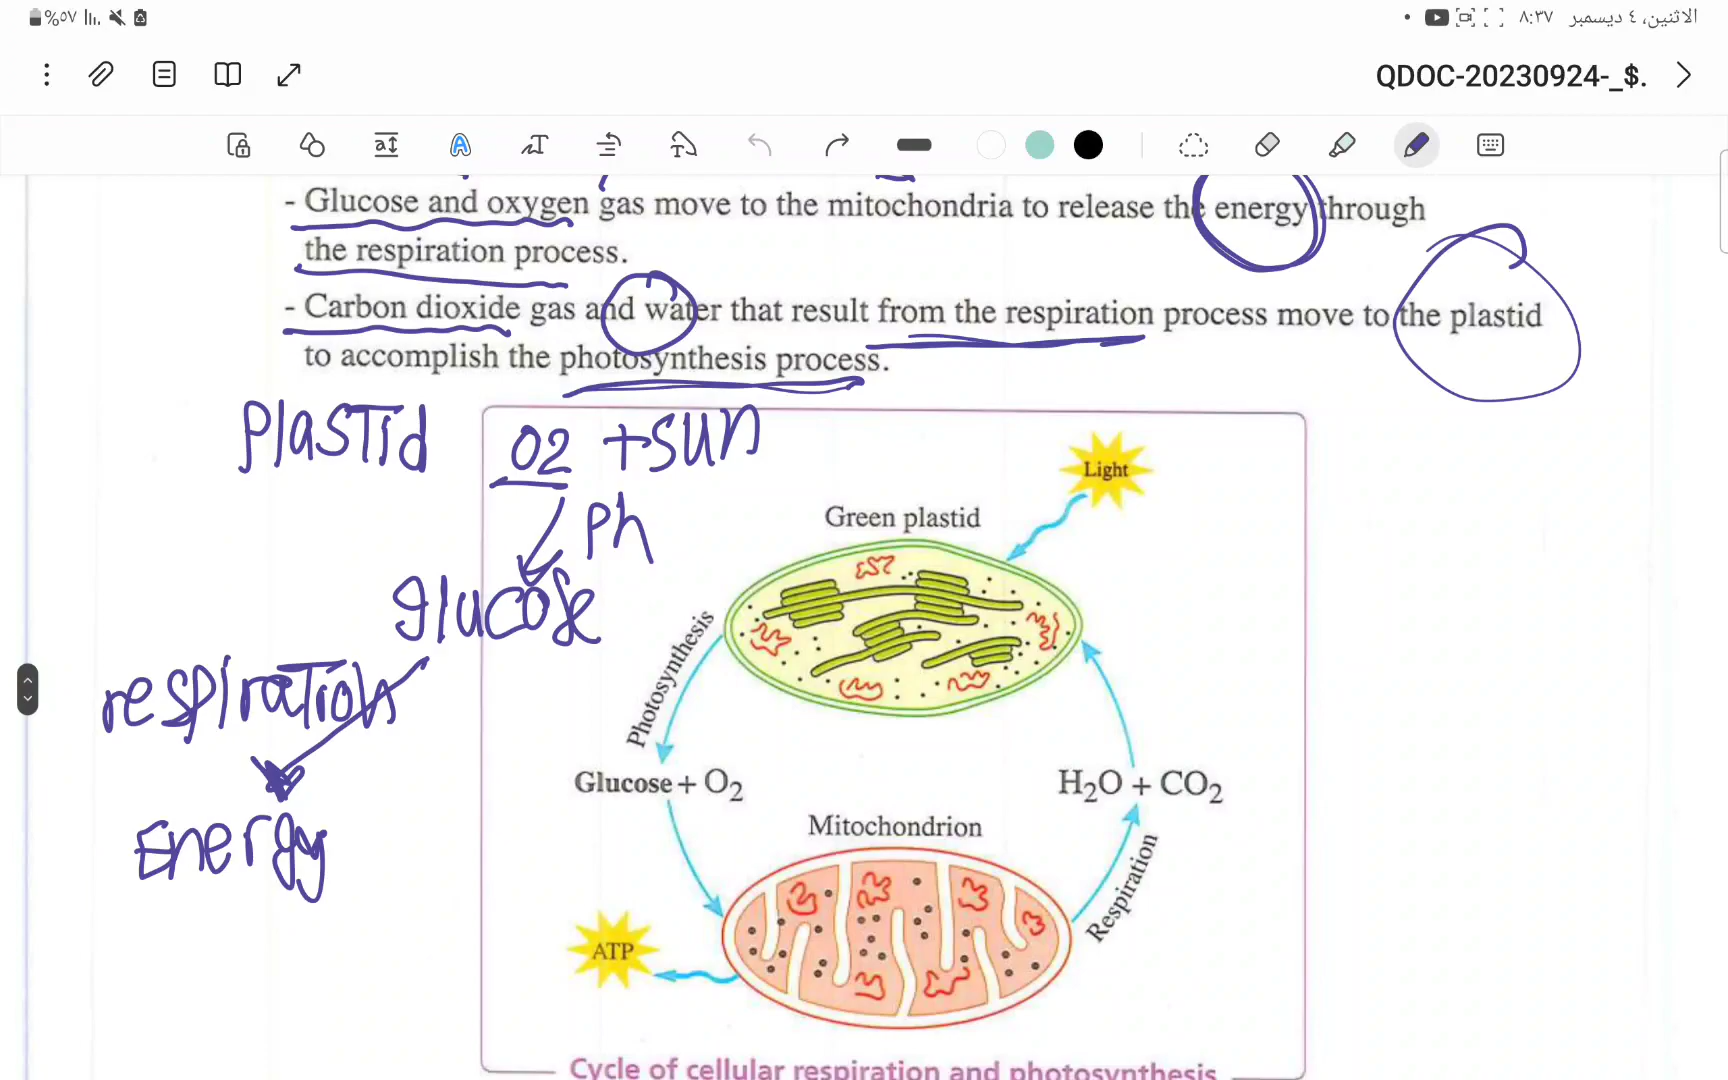 %٥٧
الاثنين، ٤ ديسمبر ٨:٣٧
QDOC-20230924-_$.
- Glucose and oxygen gas move to the mitochondria to release the energy through
the respiration process.
- Carbon dioxide gas and water that result from the respiration process move to the plastid
to accomplish the photosynthesis process.
Plastid O2 + sun
Light
Ph
Green plastid
glucose
Photosynthesis
respiration
Glucose + O2
H2O + CO2
Energy
Mitochondrion
Respiration
ATP
Cycle of cellular respiration and photosynthesis